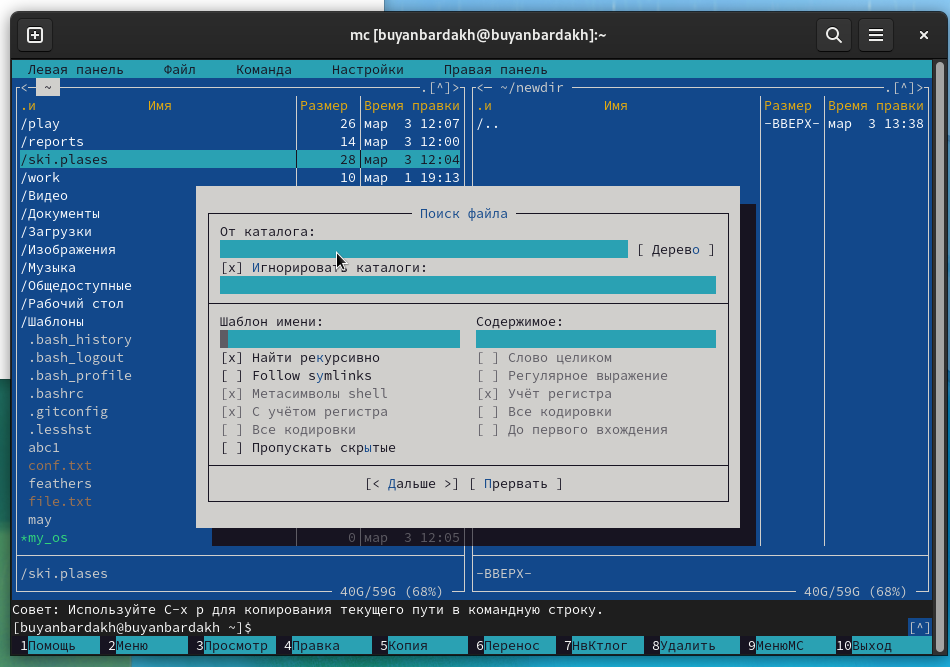 mc [buyanbardakh@buyanbardakh]:~
Левая панель Файл Команда Настройки Правая панель
<─ ~ .[^]> <─ ~/newdir .[^]>
.и Имя Размер Время правки .и Имя Размер Время правки
/play 26 мар 3 12:07 /.. -ВВЕРХ- мар 3 13:38
/reports 14 мар 3 12:00
/ski.plases 28 мар 3 12:04
/work 10 мар 1 19:13
/Видео
/Документы
/Загрузки
/Изображения
/Музыка
/Общедоступные
/Рабочий стол
/Шаблоны
.bash_history
.bash_logout
.bash_profile
.bashrc
.gitconfig
.lesshst
abc1
conf.txt
feathers
file.txt
may
*my_os 0 мар 3 12:05
Поиск файла
От каталога:
[ Дерево ]
[x] Игнорировать каталоги:
Шаблон имени: Содержимое:
[x] Найти рекурсивно [ ] Слово целиком
[ ] Follow symlinks [ ] Регулярное выражение
[x] Метасимволы shell [x] Учёт регистра
[x] С учётом регистра [ ] Все кодировки
[ ] Все кодировки [ ] До первого вхождения
[ ] Пропускать скрытые
[< Дальше >] [ Прервать ]
/ski.plases -ВВЕРХ-
40G/59G (68%) 40G/59G (68%)
Совет: Используйте C-x p для копирования текущего пути в командную строку.
[buyanbardakh@buyanbardakh ~]$ [^]
1Помощь 2Меню 3Просмотр 4Правка 5Копия 6Перенос 7НвКтлог 8Удалить 9МенюMC 10Выход